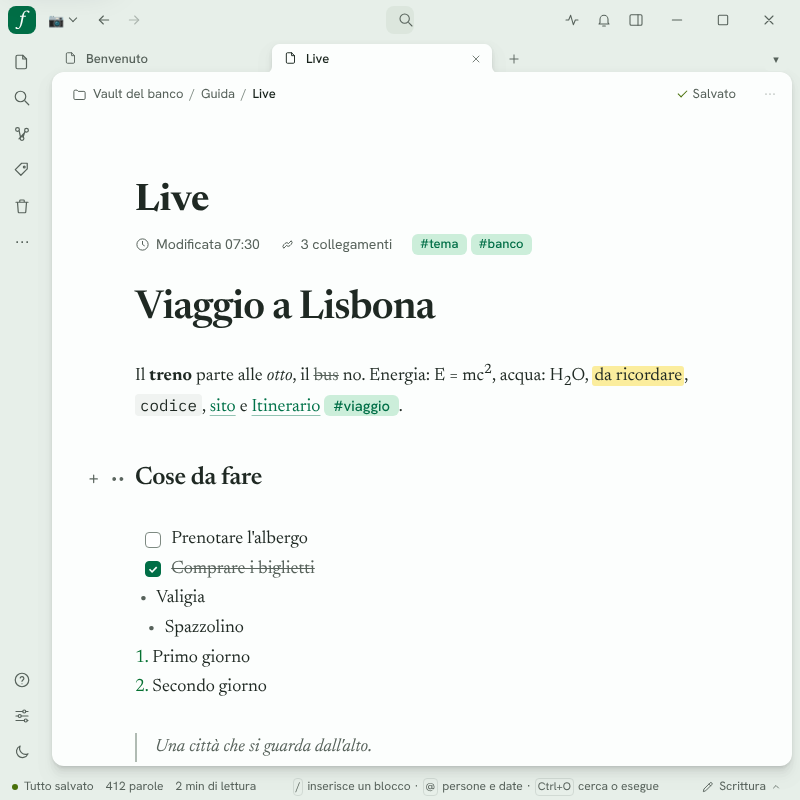 f
Benvenuto
Live
Vault del banco / Guida / Live
Salvato
Live
Modificata 07:30
3 collegamenti
#tema
#banco
Viaggio a Lisbona
Il treno parte alle otto, il bus no. Energia: E = mc², acqua: H₂O, da ricordare,
codice, sito e Itinerario #viaggio.
Cose da fare
Prenotare l'albergo
Comprare i biglietti
• Valigia
• Spazzolino
1. Primo giorno
2. Secondo giorno
Una città che si guarda dall'alto.
Tutto salvato
412 parole
2 min di lettura
/ inserisce un blocco · @ persone e date · Ctrl+O cerca o esegue
Scrittura